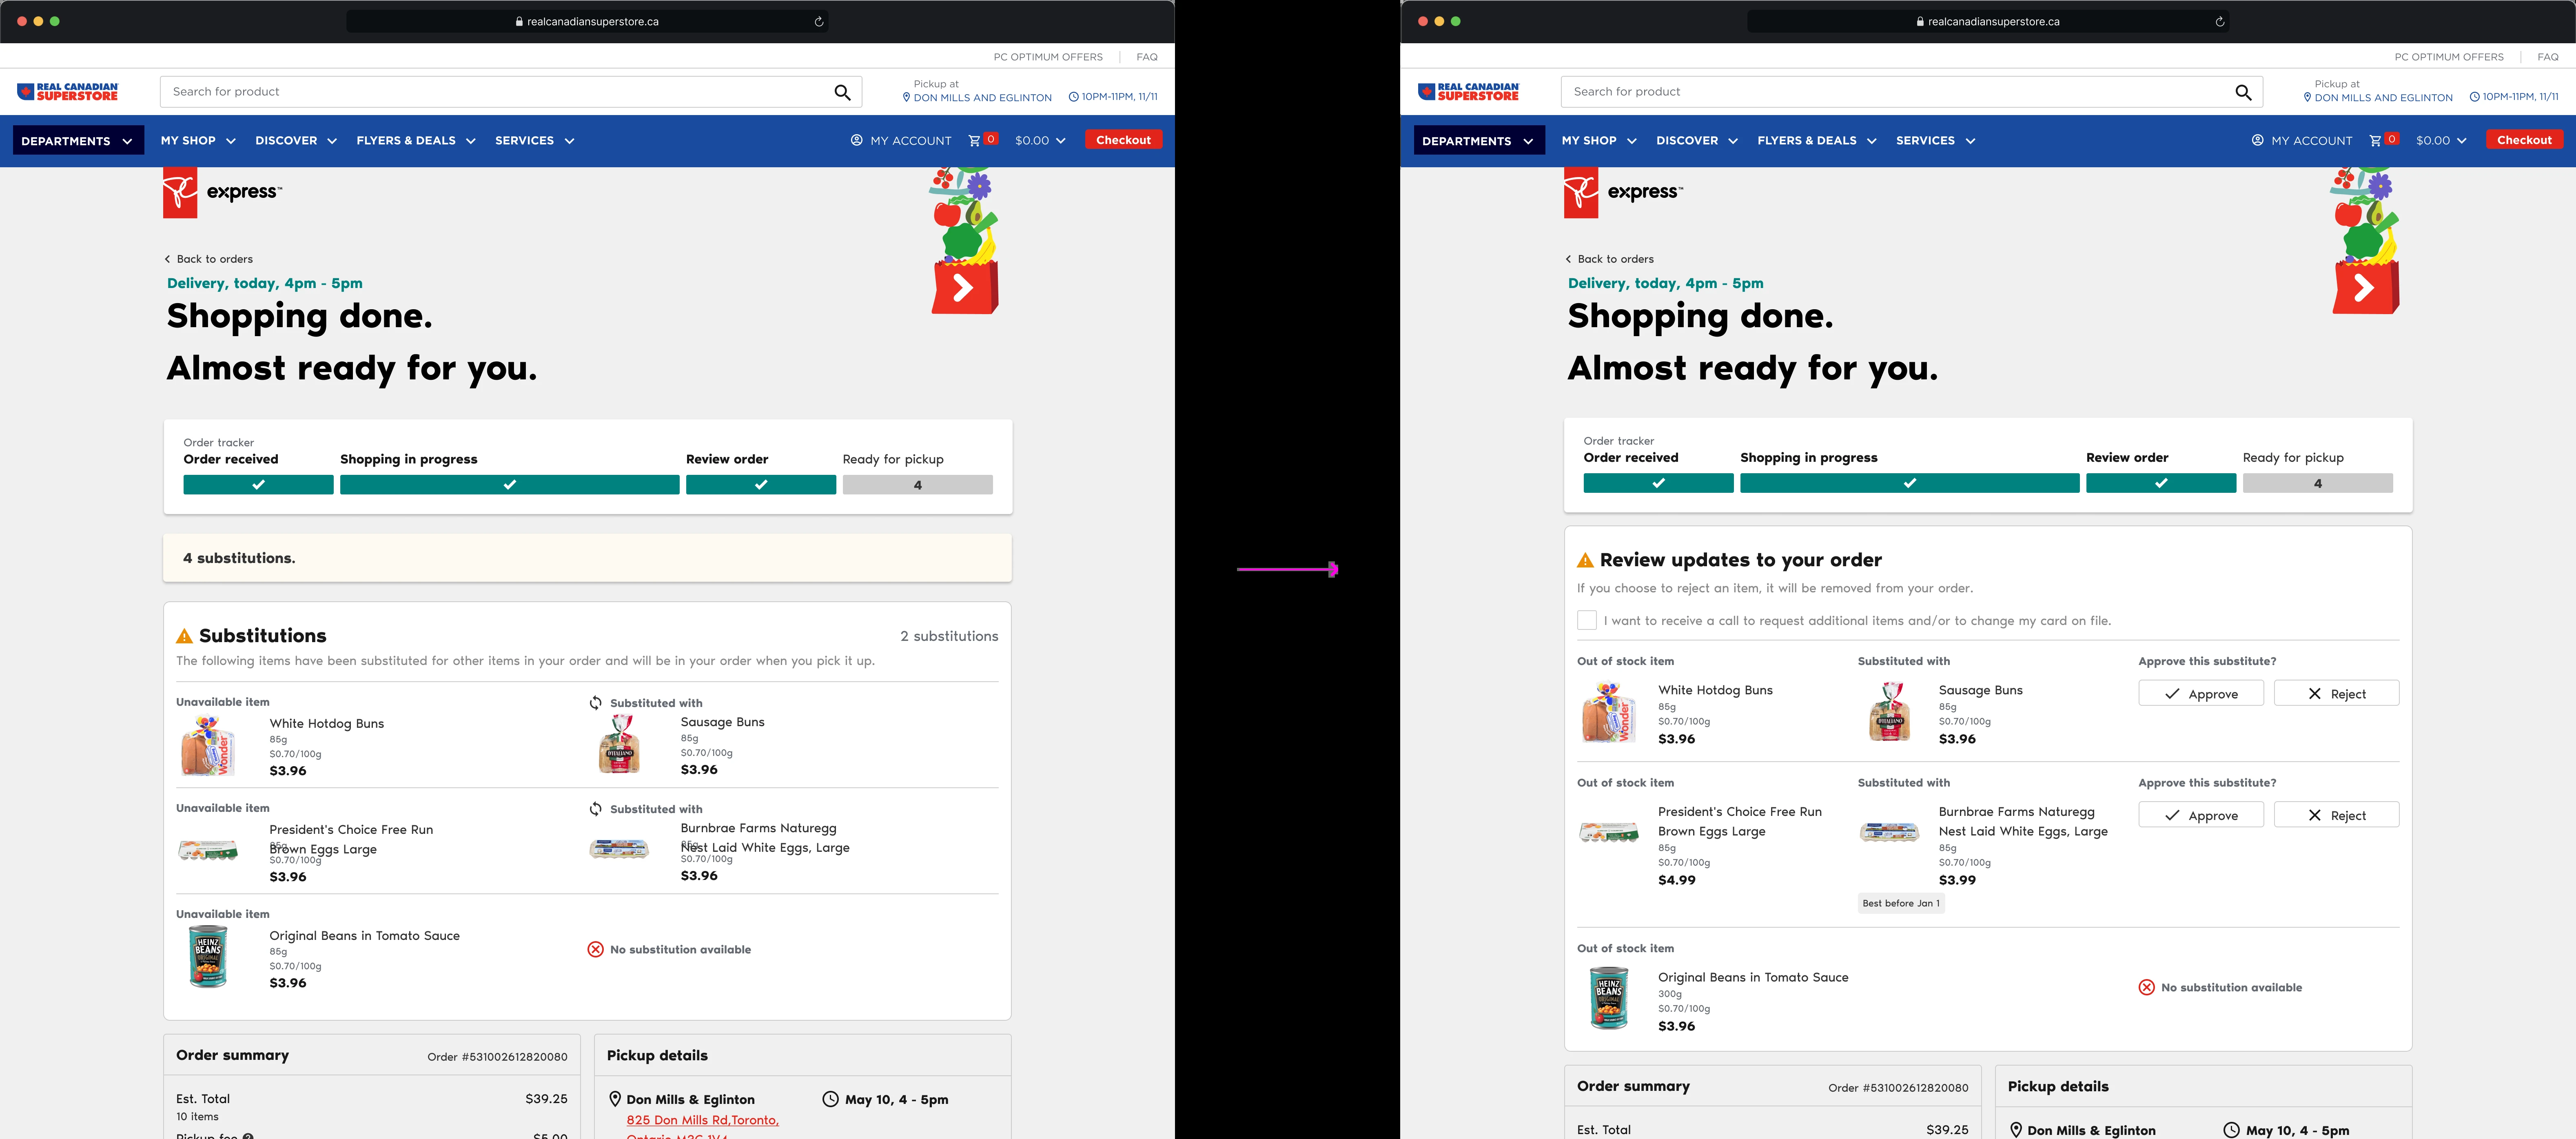 realcanadiansuperstore.ca
PC OPTIMUM OFFERS
FAQ
REAL CANADIAN
SUPERSTORE
Search for product
Pickup at
DON MILLS AND EGLINTON
10PM-11PM, 11/11
DEPARTMENTS
MY SHOP
DISCOVER
FLYERS & DEALS
SERVICES
MY ACCOUNT
0
$0.00
Checkout
express™
Back to orders
Delivery, today, 4pm - 5pm
Shopping done.
Almost ready for you.
Order tracker
Order received
Shopping in progress
Review order
Ready for pickup
4
4 substitutions.
Substitutions
2 substitutions
The following items have been substituted for other items in your order and will be in your order when you pick it up.
Unavailable item
White Hotdog Buns
85g
S0.70/100g
$3.96
Substituted with
Sausage Buns
85g
S0.70/100g
$3.96
Unavailable item
President's Choice Free Run
Brown Eggs Large
85g
S0.70/100g
$3.96
Substituted with
Burnbrae Farms Naturegg
Nest Laid White Eggs, Large
85g
S0.70/100g
$3.96
Unavailable item
HEINZ
BEANS
Original Beans in Tomato Sauce
85g
S0.70/100g
$3.96
No substitution available
Order summary
Order #531002612820080
Est. Total
$39.25
10 items
Pickup fee
$5.00
Pickup details
Don Mills & Eglinton
825 Don Mills Rd,Toronto,
Ontario M3C 1V4
May 10, 4 - 5pm
realcanadiansuperstore.ca
PC OPTIMUM OFFERS
FAQ
REAL CANADIAN
SUPERSTORE
Search for product
Pickup at
DON MILLS AND EGLINTON
10PM-11PM, 11/11
DEPARTMENTS
MY SHOP
DISCOVER
FLYERS & DEALS
SERVICES
MY ACCOUNT
0
$0.00
Checkout
express™
Back to orders
Delivery, today, 4pm - 5pm
Shopping done.
Almost ready for you.
Order tracker
Order received
Shopping in progress
Review order
Ready for pickup
4
Review updates to your order
If you choose to reject an item, it will be removed from your order.
I want to receive a call to request additional items and/or to change my card on file.
Out of stock item
Wonder
White Hotdog Buns
85g
S0.70/100g
$3.96
Substituted with
D'ITALIANO
Sausage Buns
85g
S0.70/100g
$3.96
Approve this substitute?
Approve
Reject
Out of stock item
President's Choice Free Run
Brown Eggs Large
85g
S0.70/100g
$4.99
Substituted with
Burnbrae Farms Naturegg
Nest Laid White Eggs, Large
85g
S0.70/100g
$3.99
Best before Jan 1
Approve this substitute?
Approve
Reject
Out of stock item
HEINZ
BEANS
Original Beans in Tomato Sauce
300g
S0.70/100g
$3.96
No substitution available
Order summary
Order #531002612820080
Est. Total
$39.25
Pickup details
Don Mills & Eglinton
May 10, 4 - 5pm